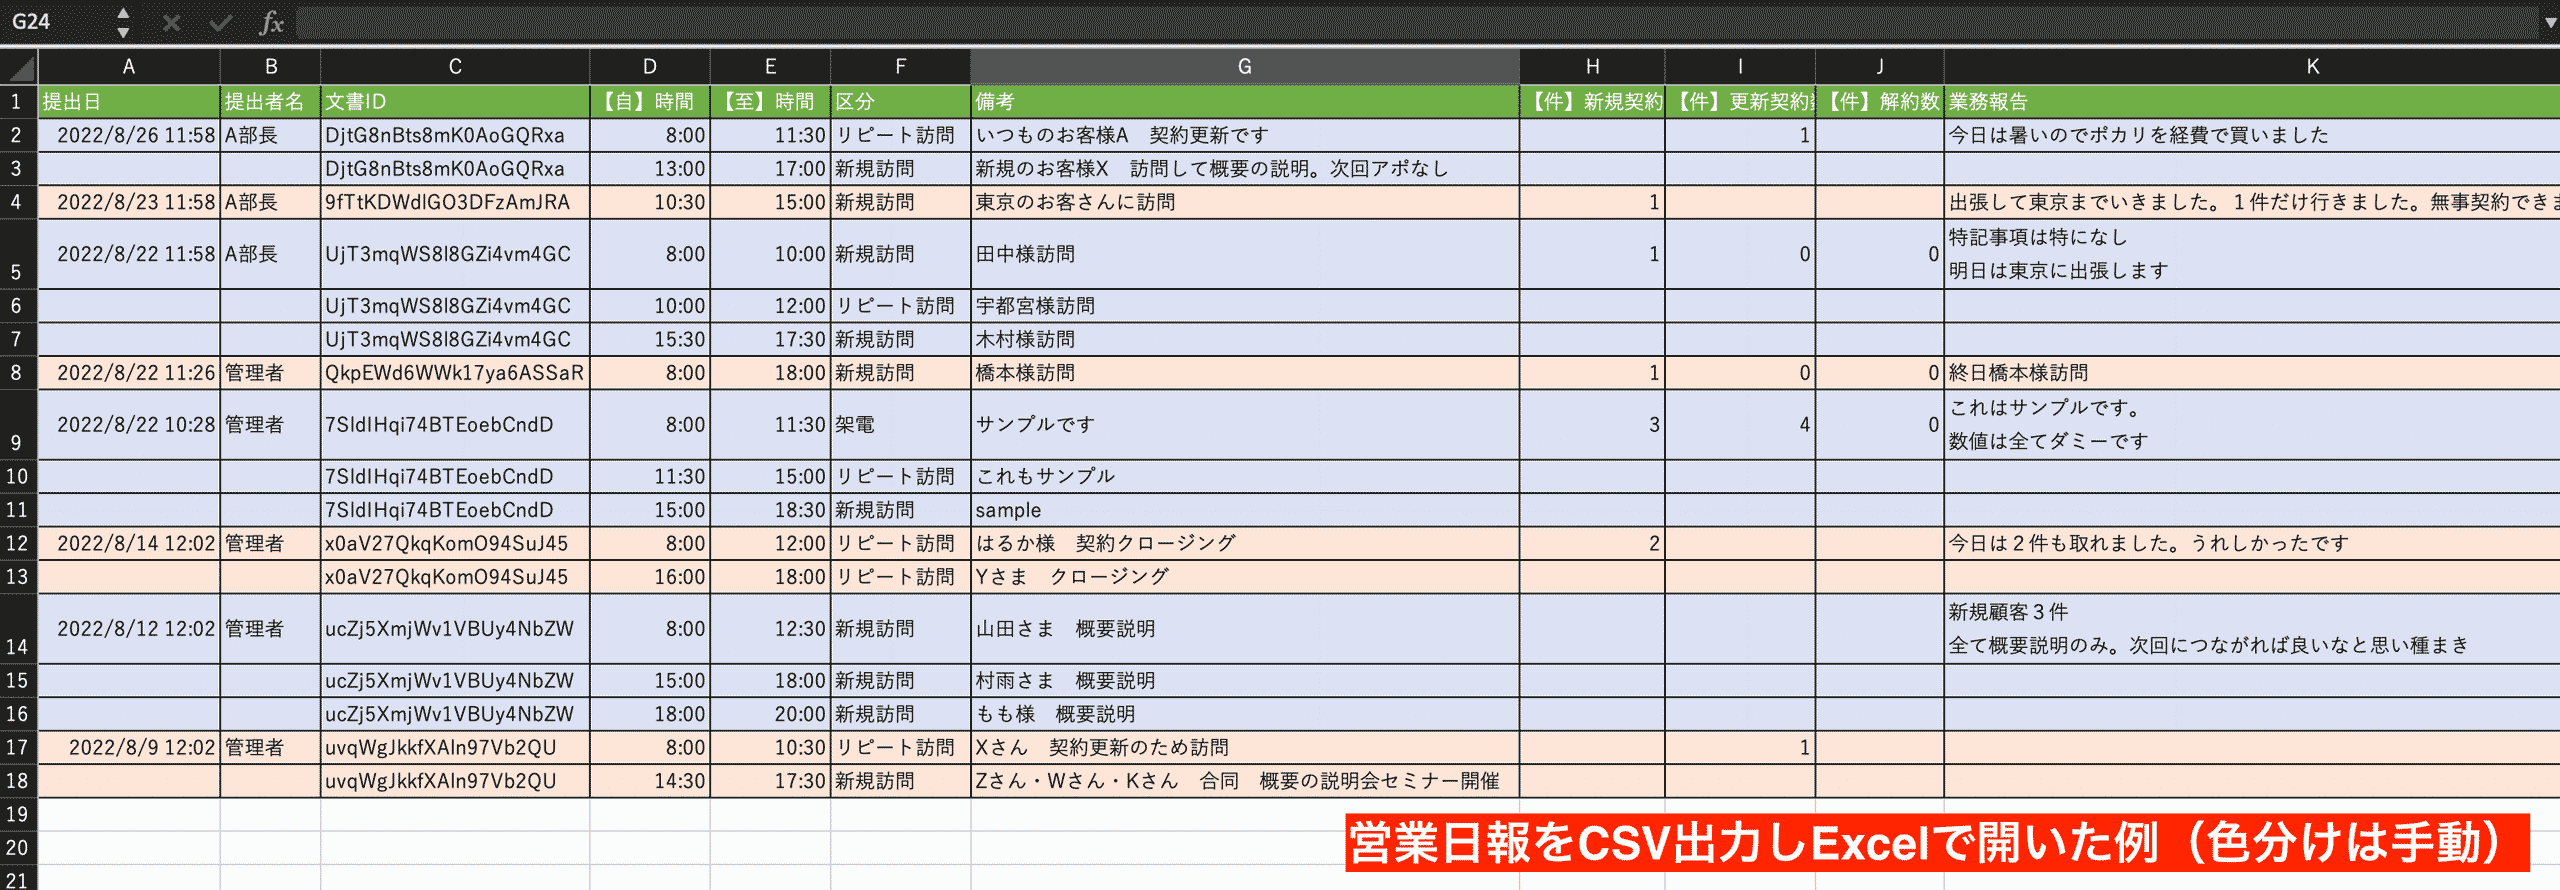 G24 fx
A B C D E F G H I J K
1 提出日 提出者名 文書ID 【自】時間 【至】時間 区分 備考 【件】新規契約 【件】更新契約 【件】解約数 業務報告
2 2022/8/26 11:58 A部長 DjtG8nBts8mK0AoGQRxa 8:00 11:30 リピート訪問 いつものお客様A　契約更新です 1 今日は暑いのでポカリを経費で買いました
3 DjtG8nBts8mK0AoGQRxa 13:00 17:00 新規訪問 新規のお客様X　訪問して概要の説明。次回アポなし
4 2022/8/23 11:58 A部長 9fTtKDWdlGO3DFzAmJRA 10:30 15:00 新規訪問 東京のお客さんに訪問 1 出張して東京までいきました。１件だけ行きました。無事契約できま
5 2022/8/22 11:58 A部長 UjT3mqWS8l8GZi4vm4GC 8:00 10:00 新規訪問 田中様訪問 1 0 0 特記事項は特になし
明日は東京に出張します
6 UjT3mqWS8l8GZi4vm4GC 10:00 12:00 リピート訪問 宇都宮様訪問
7 UjT3mqWS8l8GZi4vm4GC 15:30 17:30 新規訪問 木村様訪問
8 2022/8/22 11:26 管理者 QkpEWd6WWk17ya6ASSaR 8:00 18:00 新規訪問 橋本様訪問 1 0 0 終日橋本様訪問
9 2022/8/22 10:28 管理者 7SldIHqi74BTEoebCndD 8:00 11:30 架電 サンプルです 3 4 0 これはサンプルです。
数値は全てダミーです
10 7SldIHqi74BTEoebCndD 11:30 15:00 リピート訪問 これもサンプル
11 7SldIHqi74BTEoebCndD 15:00 18:30 新規訪問 sample
12 2022/8/14 12:02 管理者 x0aV27QkqKomO94SuJ45 8:00 12:00 リピート訪問 はるか様　契約クロージング 2 今日は２件も取れました。うれしかったです
13 x0aV27QkqKomO94SuJ45 16:00 18:00 リピート訪問 Yさま　クロージング
14 2022/8/12 12:02 管理者 ucZj5XmjWv1VBUy4NbZW 8:00 12:30 新規訪問 山田さま　概要説明 新規顧客３件
全て概要説明のみ。次回につながれば良いなと思い種まき
15 ucZj5XmjWv1VBUy4NbZW 15:00 18:00 新規訪問 村雨さま　概要説明
16 ucZj5XmjWv1VBUy4NbZW 18:00 20:00 新規訪問 もも様　概要説明
17 2022/8/9 12:02 管理者 uvqWgJkkfXAln97Vb2QU 8:00 10:30 リピート訪問 Xさん　契約更新のため訪問 1
18 uvqWgJkkfXAln97Vb2QU 14:30 17:30 新規訪問 Zさん・Wさん・Kさん　合同　概要の説明会セミナー開催
19
20
21
営業日報をCSV出力しExcelで開いた例（色分けは手動）